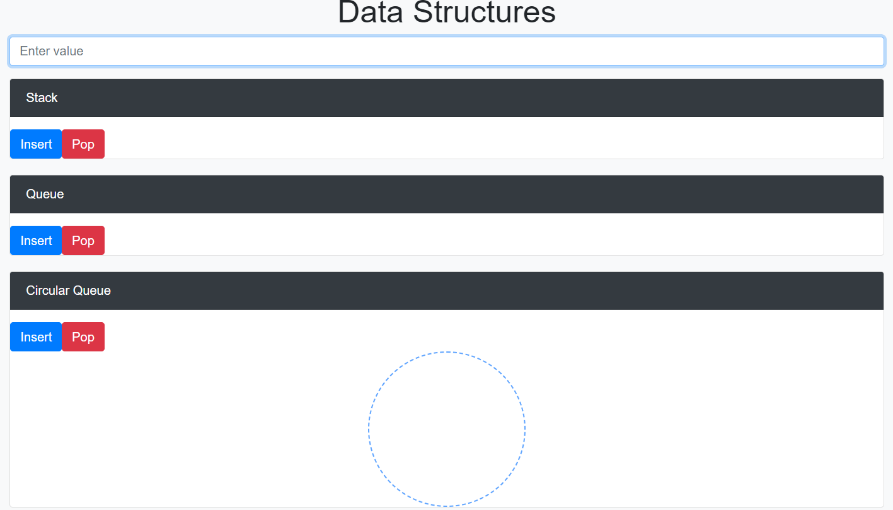 Data Structures
Enter value
Stack
Insert Pop
Queue
Insert Pop
Circular Queue
Insert Pop